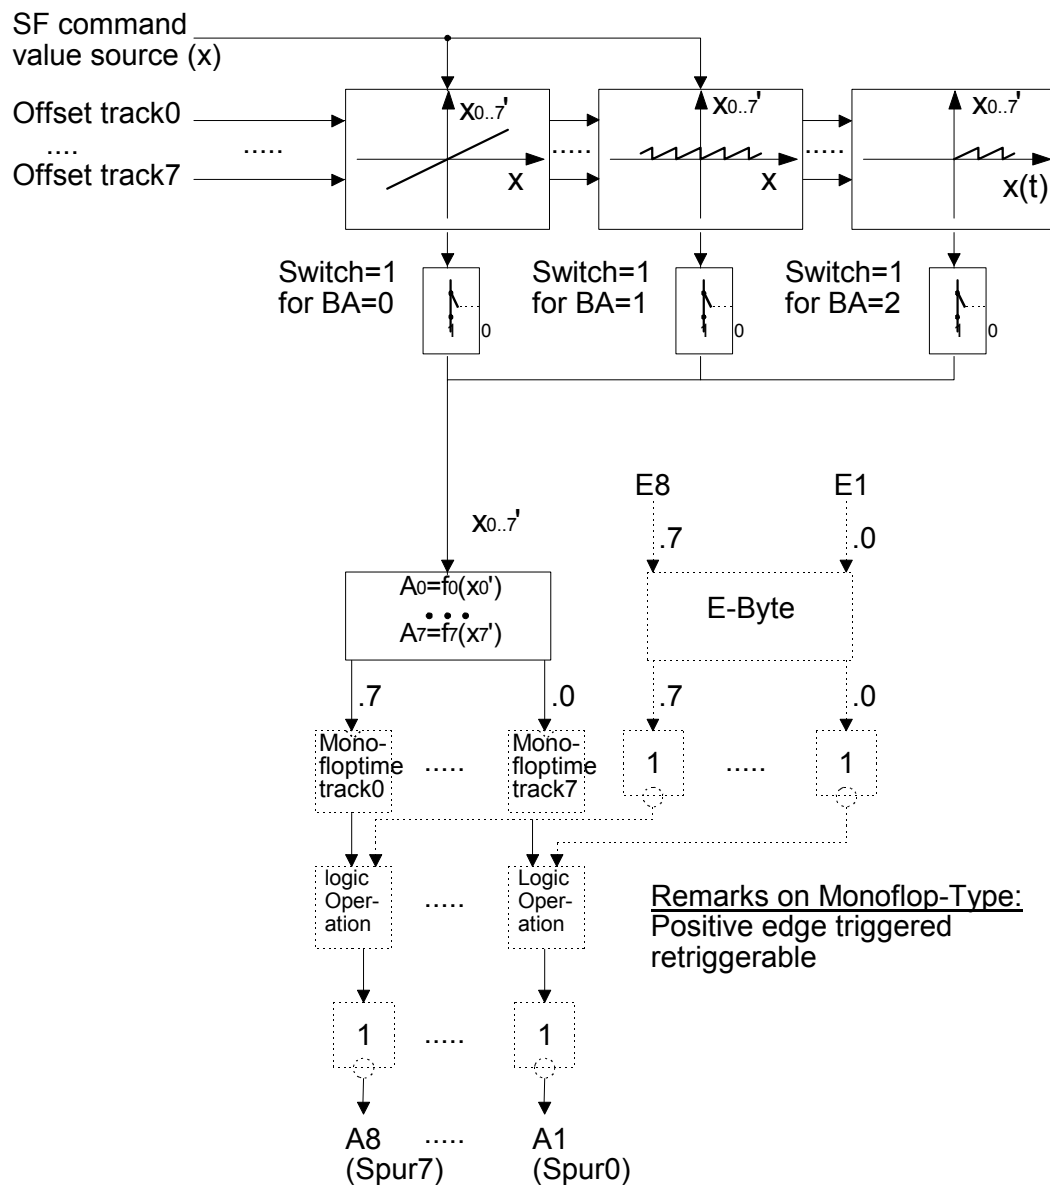 SF command
value source (x)
Offset track0
....
.....
Offset track7
x0..7'
x
.....
x0..7'
x
.....
x0..7'
x(t)
Switch=1
for BA=0
1
0
Switch=1
for BA=1
1
0
Switch=1
for BA=2
1
0
x0..7'
E8
E1
.7
.0
A0=f0(x0')
• • •
A7=f7(x7')
E-Byte
.7
.0
.7
.0
Mono-
floptime
track0
.....
Mono-
floptime
track7
1
.....
1
logic
Oper-
ation
.....
Logic
Oper-
ation
Remarks on Monoflop-Type:
Positive edge triggered
retriggerable
1
.....
1
A8
(Spur7)
.....
A1
(Spur0)